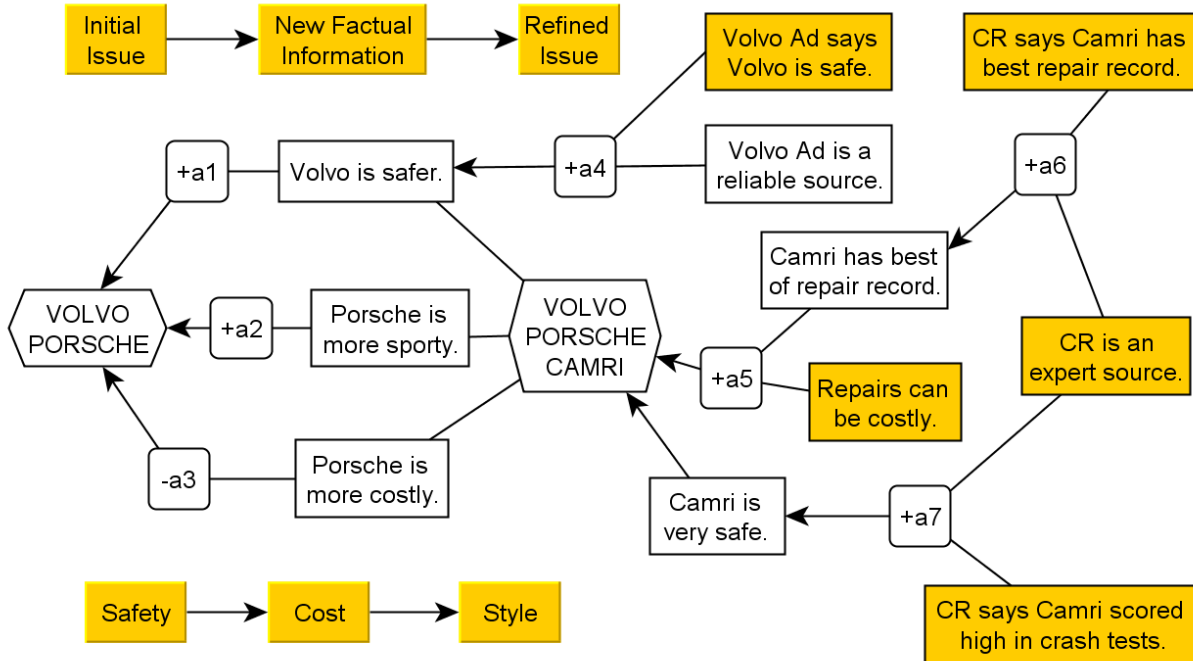 Initial
Issue
New Factual
Information
Refined
Issue
Volvo Ad says
Volvo is safe.
CR says Camri has
best repair record.
+a1
Volvo is safer.
+a4
Volvo Ad is a
reliable source.
+a6
Camri has best
of repair record.
VOLVO
PORSCHE
+a2
Porsche is
more sporty.
VOLVO
PORSCHE
CAMRI
+a5
Repairs can
be costly.
CR is an
expert source.
-a3
Porsche is
more costly.
Camri is
very safe.
+a7
Safety
Cost
Style
CR says Camri scored
high in crash tests.